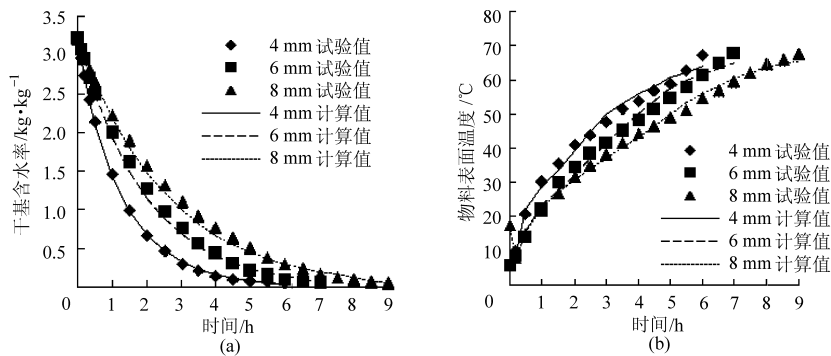 3.5
3.0
2.5
2.0
1.5
1.0
0.5
0 1 2 3 4 5 6 7 8 9
干基含水率/kg·kg⁻¹
时间/h
4 mm 试验值
6 mm 试验值
8 mm 试验值
4 mm 计算值
6 mm 计算值
8 mm 计算值
(a)
80
70
60
50
40
30
20
10
0 1 2 3 4 5 6 7 8 9
物料表面温度/℃
时间/h
4 mm 试验值
6 mm 试验值
8 mm 试验值
4 mm 计算值
6 mm 计算值
8 mm 计算值
(b)